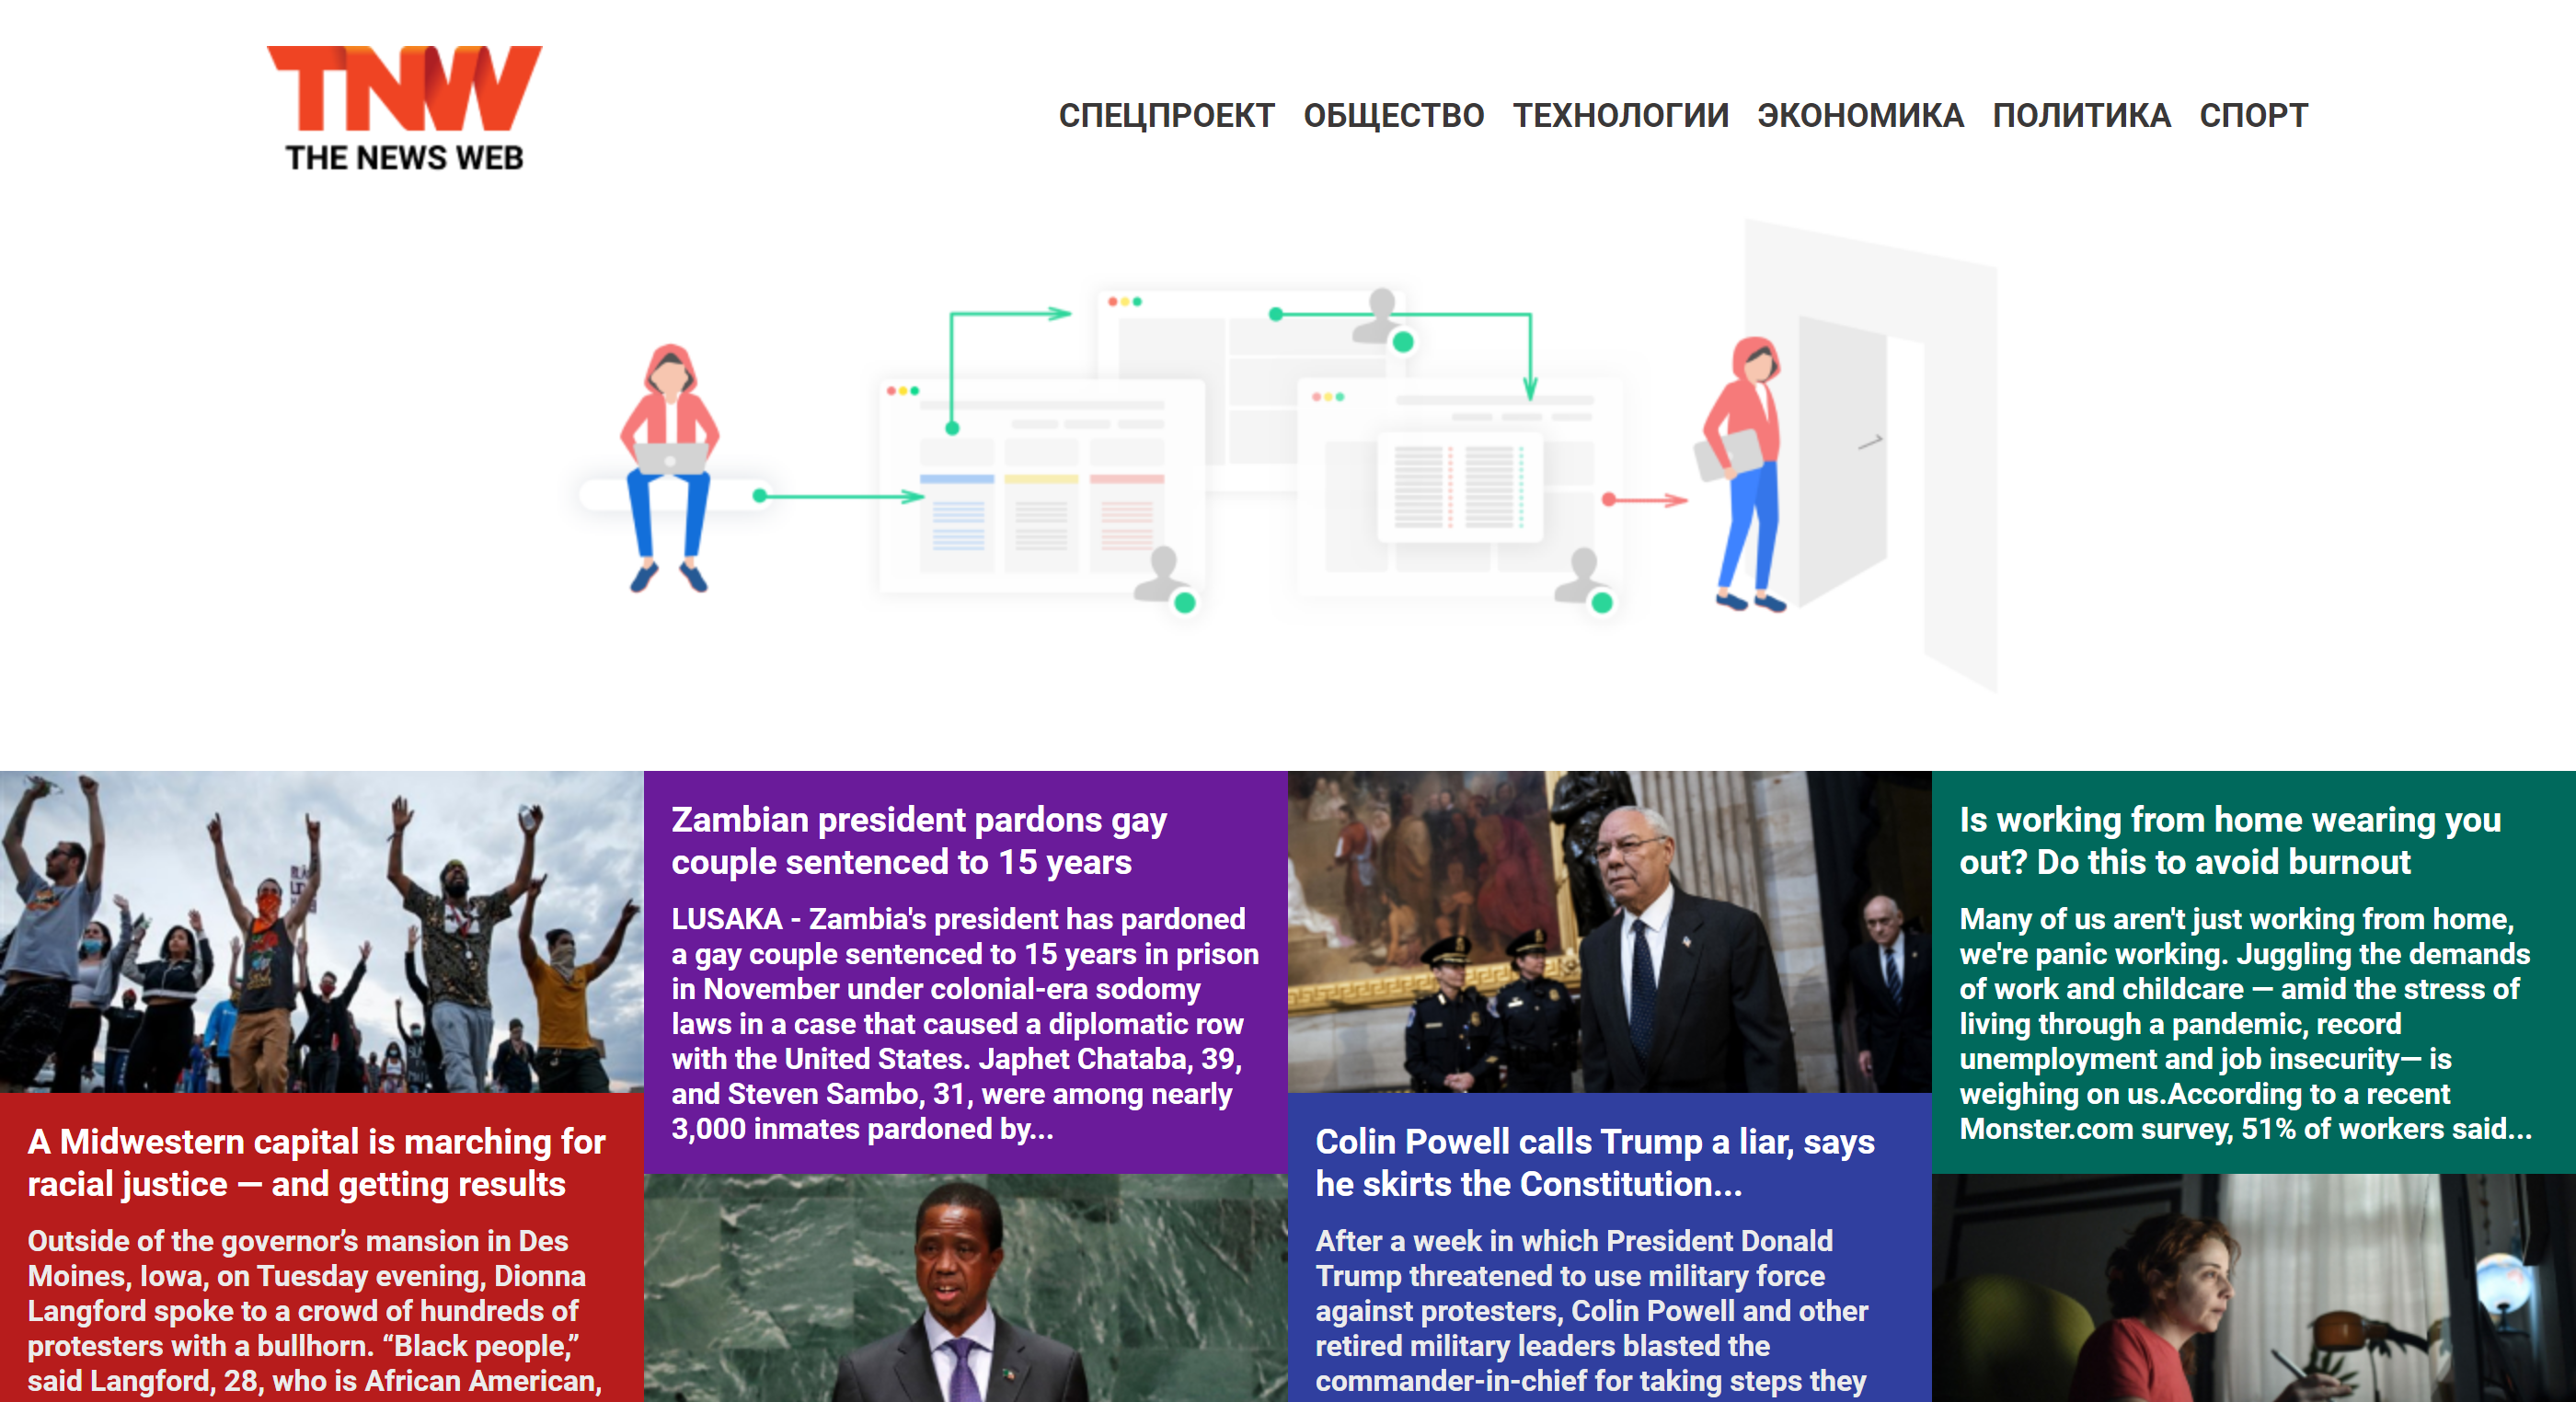 TNW
THE NEWS WEB
СПЕЦПРОЕКТ ОБЩЕСТВО ТЕХНОЛОГИИ ЭКОНОМИКА ПОЛИТИКА СПОРТ
A Midwestern capital is marching for
racial justice — and getting results
Outside of the governor’s mansion in Des
Moines, Iowa, on Tuesday evening, Dionna
Langford spoke to a crowd of hundreds of
protesters with a bullhorn. “Black people,”
said Langford, 28, who is African American,
Zambian president pardons gay
couple sentenced to 15 years
LUSAKA - Zambia's president has pardoned
a gay couple sentenced to 15 years in prison
in November under colonial-era sodomy
laws in a case that caused a diplomatic row
with the United States. Japhet Chataba, 39,
and Steven Sambo, 31, were among nearly
3,000 inmates pardoned by...
Colin Powell calls Trump a liar, says
he skirts the Constitution...
After a week in which President Donald
Trump threatened to use military force
against protesters, Colin Powell and other
retired military leaders blasted the
commander-in-chief for taking steps they
Is working from home wearing you
out? Do this to avoid burnout
Many of us aren't just working from home,
we're panic working. Juggling the demands
of work and childcare — amid the stress of
living through a pandemic, record
unemployment and job insecurity— is
weighing on us.According to a recent
Monster.com survey, 51% of workers said...